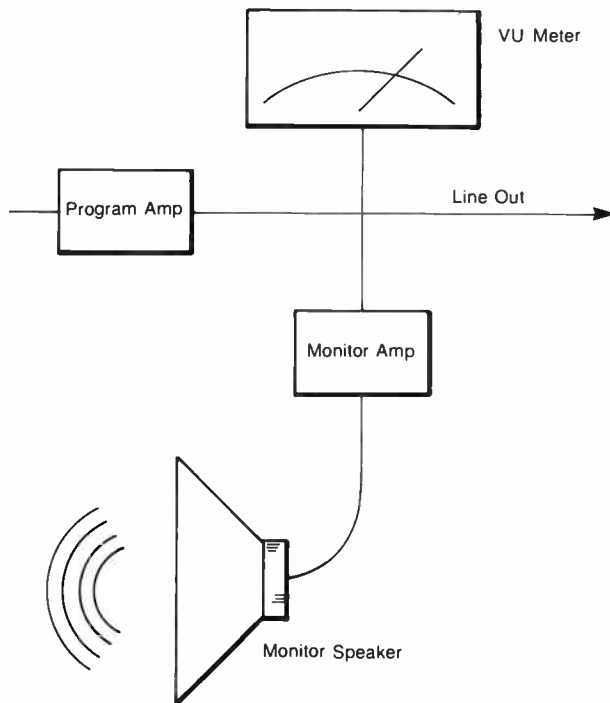 VU Meter
Program Amp
Line Out
Monitor Amp
Monitor Speaker